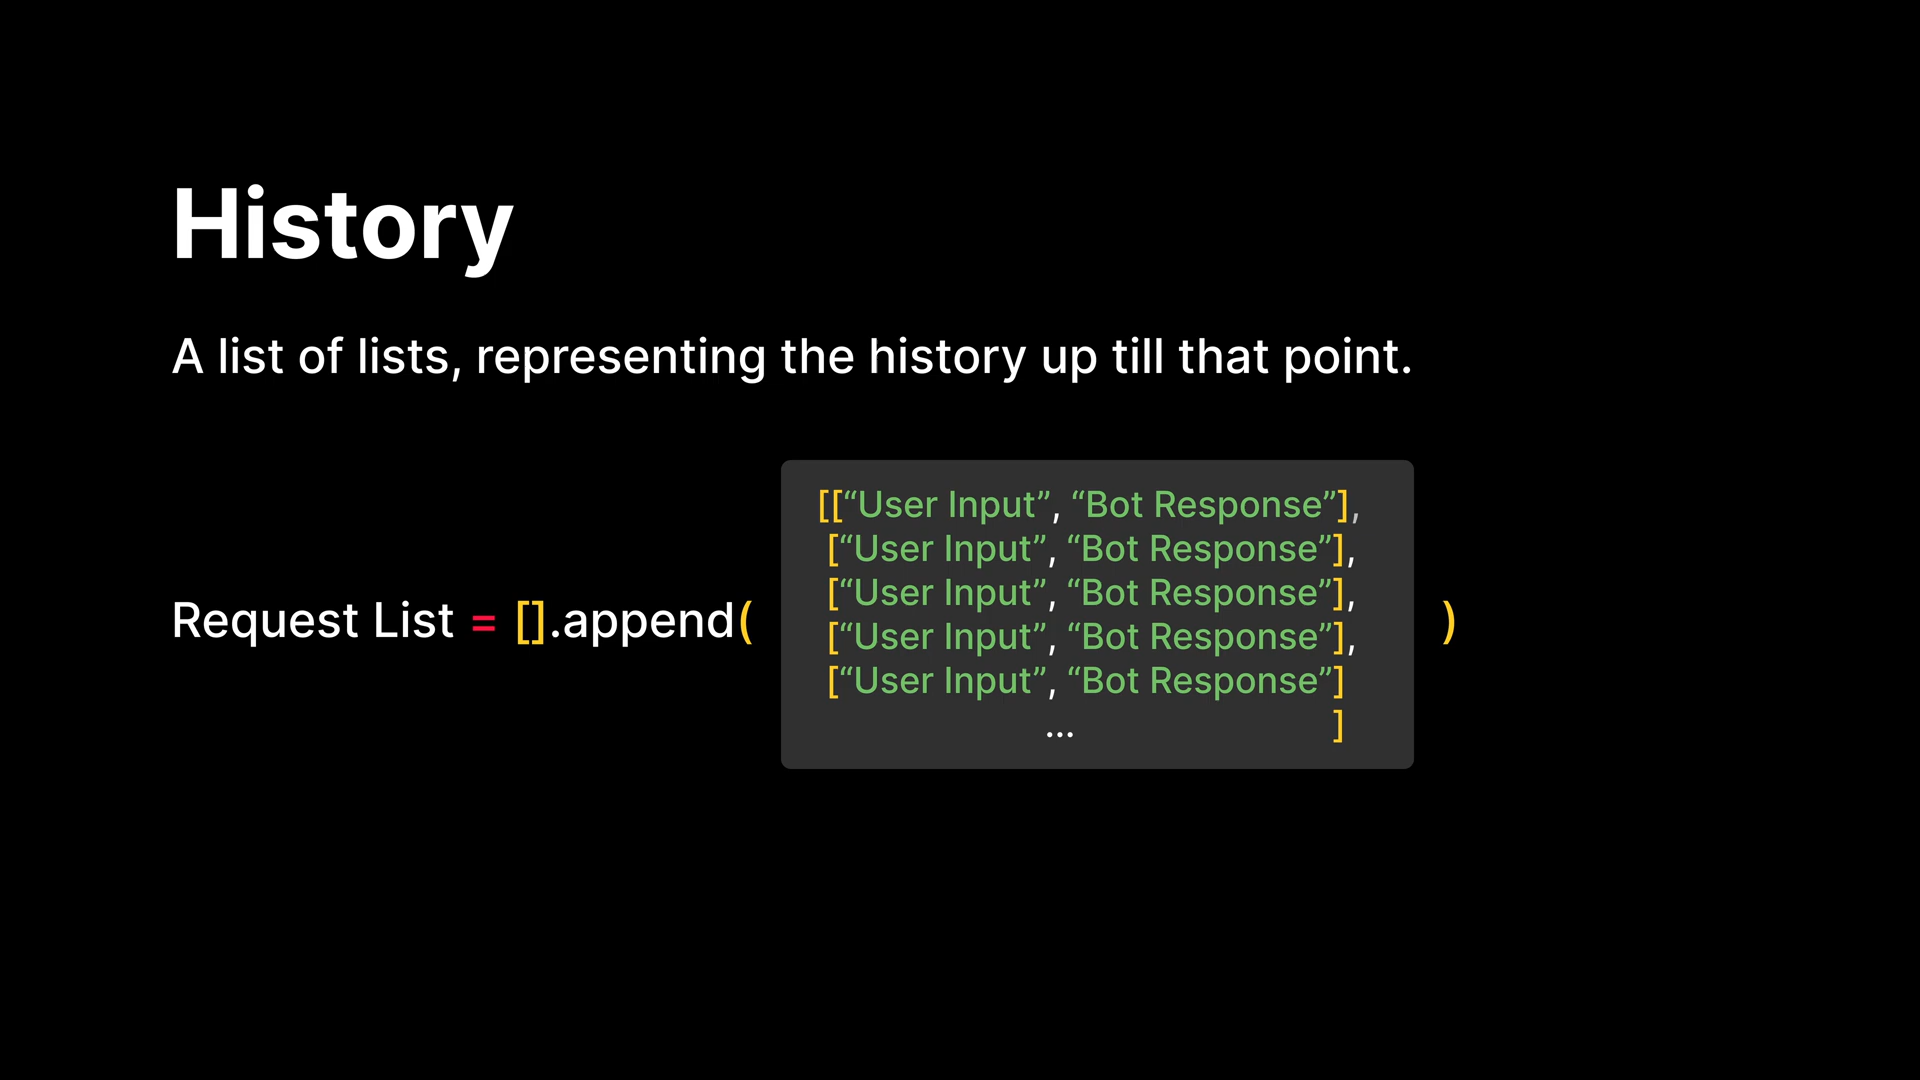 History
A list of lists, representing the history up till that point.
[[“User Input”, “Bot Response”],
[“User Input”, “Bot Response”],
[“User Input”, “Bot Response”],
Request List = [].append( )
[“User Input”, “Bot Response”],
[“User Input”, “Bot Response”]
... ]